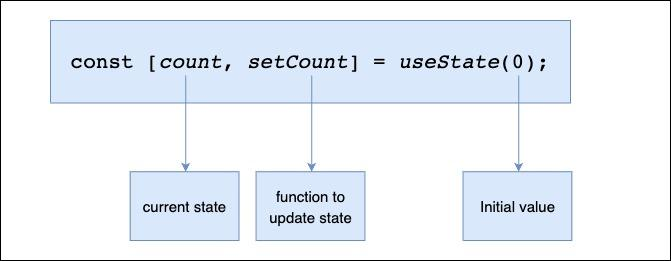 const [count, setCount] = useState(0);
current state
function to
update state
Initial value